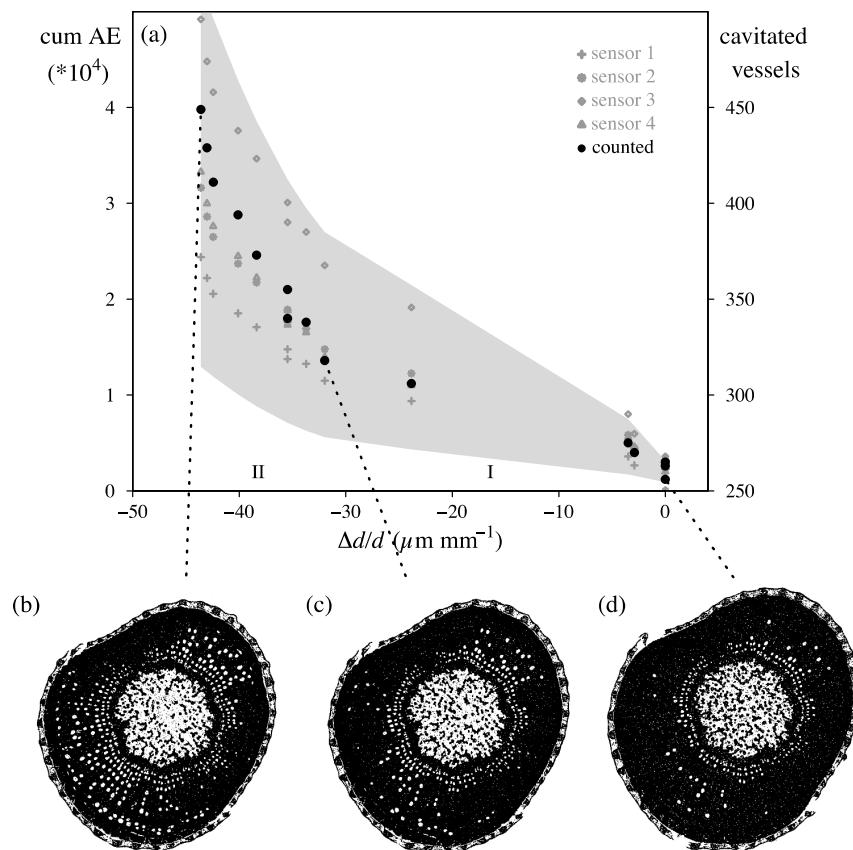 cum AE
(*10⁴)
(a)
cavitated
vessels
sensor 1
sensor 2
sensor 3
sensor 4
counted
4
3
2
1
0
450
400
350
300
250
II
I
−50
−40
−30
−20
−10
0
Δd/d (µm mm⁻¹)
(b)
(c)
(d)